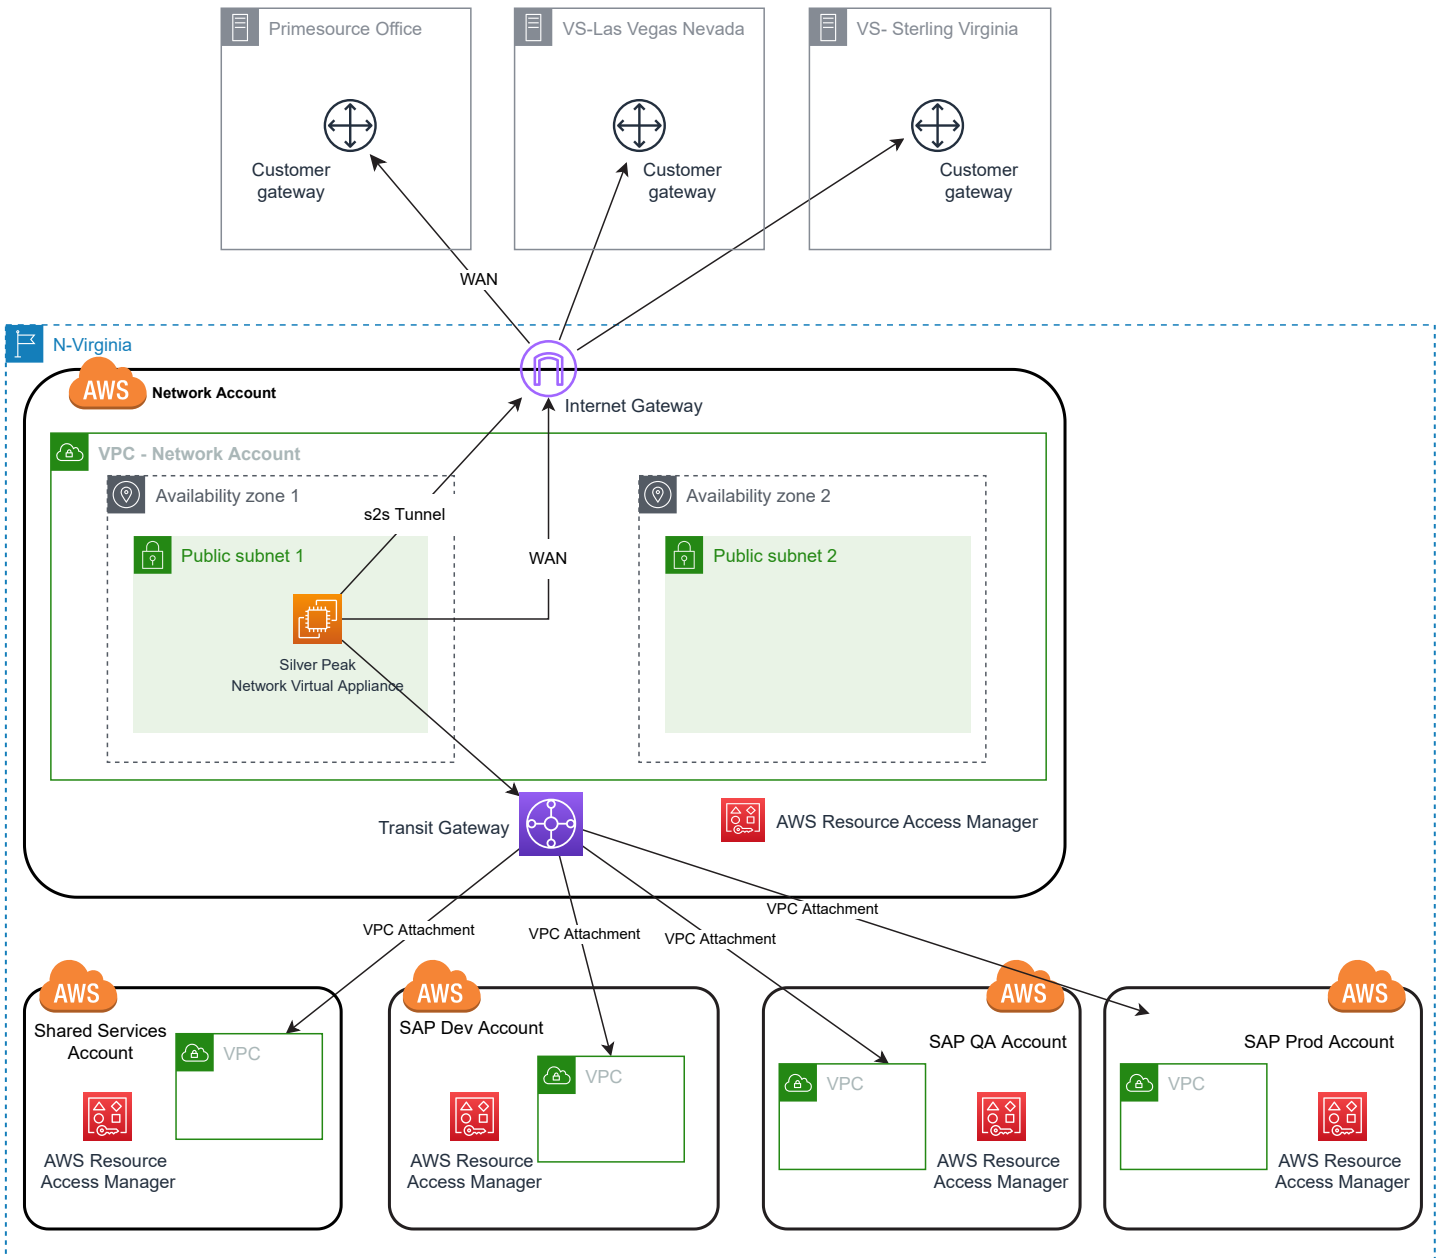 Primesource Office
VS-Las Vegas Nevada
VS- Sterling Virginia
Customer
gateway
Customer
gateway
Customer
gateway
WAN
N-Virginia
AWS
Network Account
Internet Gateway
VPC - Network Account
Availability zone 1
Availability zone 2
s2s Tunnel
Public subnet 1
WAN
Public subnet 2
Silver Peak
Network Virtual Appliance
Transit Gateway
AWS Resource Access Manager
VPC Attachment
VPC Attachment
VPC Attachment
VPC Attachment
AWS
Shared Services
Account
VPC
AWS Resource
Access Manager
AWS
SAP Dev Account
VPC
AWS Resource
Access Manager
AWS
SAP QA Account
VPC
AWS Resource
Access Manager
AWS
SAP Prod Account
VPC
AWS Resource
Access Manager